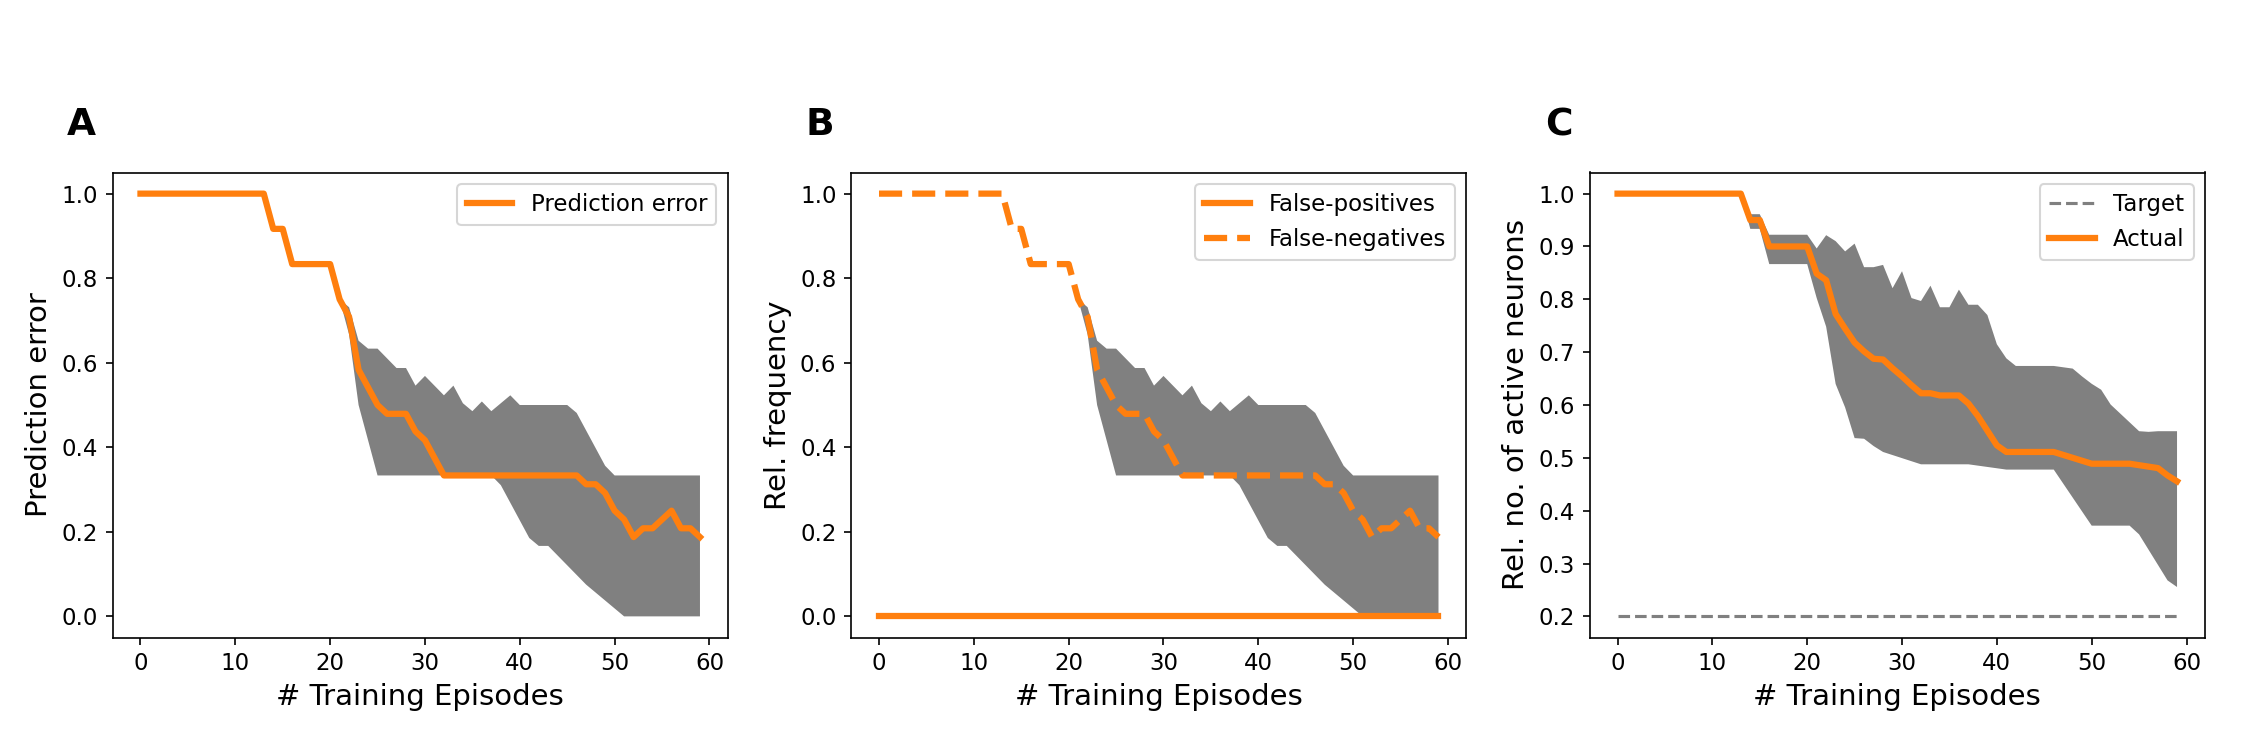 A
Prediction error
1.0
0.8
0.6
0.4
0.2
0.0
0 10 20 30 40 50 60
# Training Episodes
Prediction error
B
Rel. frequency
1.0
0.8
0.6
0.4
0.2
0.0
0 10 20 30 40 50 60
# Training Episodes
False-positives
False-negatives
C
Rel. no. of active neurons
1.0
0.9
0.8
0.7
0.6
0.5
0.4
0.3
0.2
0 10 20 30 40 50 60
# Training Episodes
Target
Actual